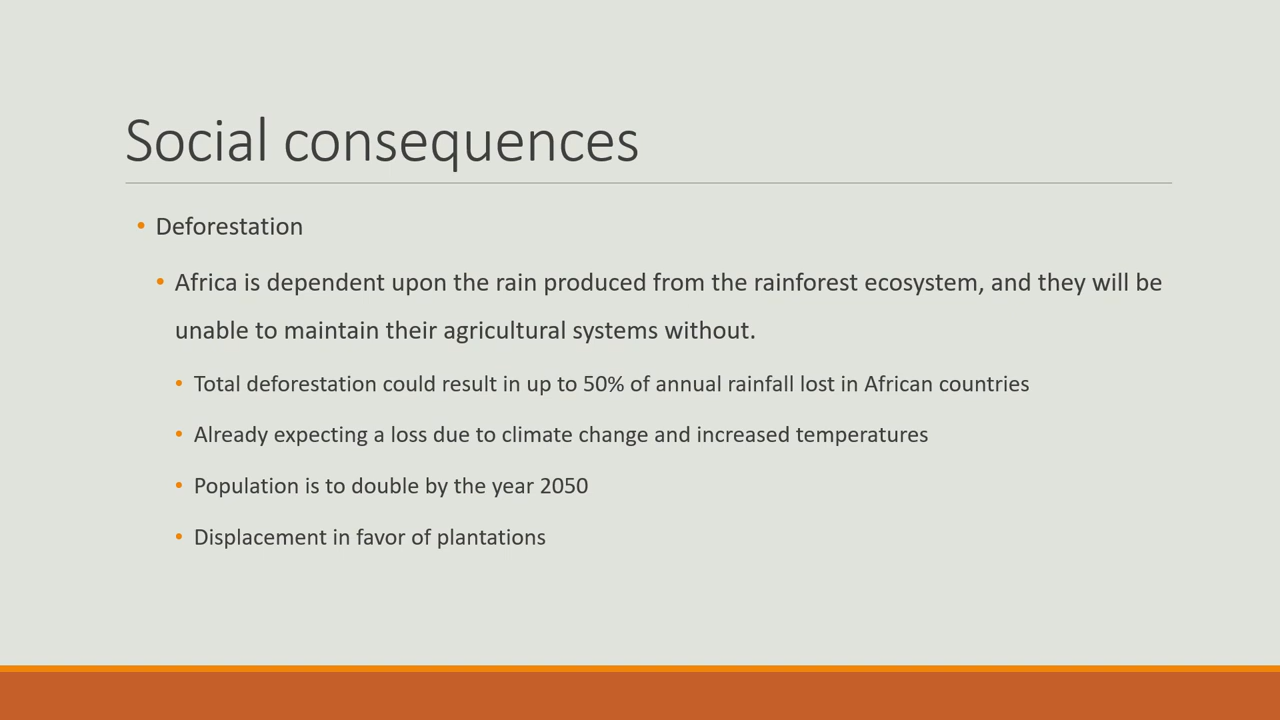 Social consequences
• Deforestation
• Africa is dependent upon the rain produced from the rainforest ecosystem, and they will be
unable to maintain their agricultural systems without.
• Total deforestation could result in up to 50% of annual rainfall lost in African countries
• Already expecting a loss due to climate change and increased temperatures
• Population is to double by the year 2050
• Displacement in favor of plantations